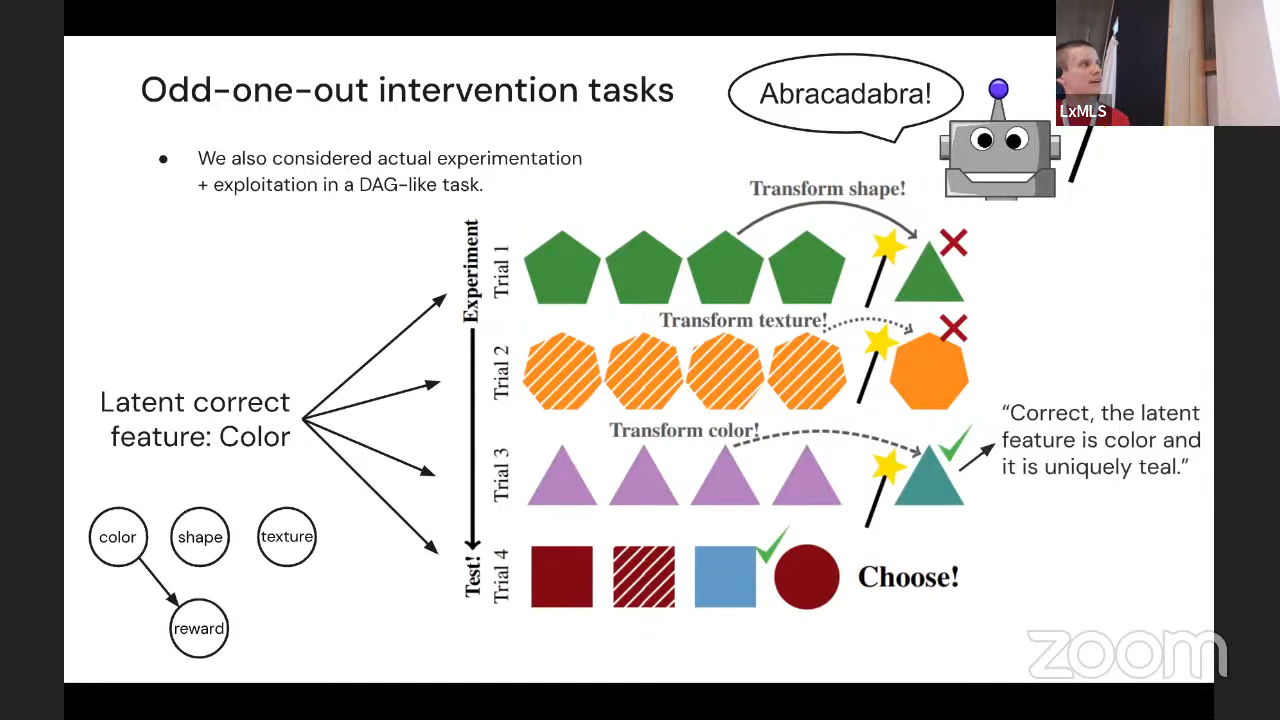 Odd-one-out intervention tasks
Abracadabra!
LxMLS
● We also considered actual experimentation
+ exploitation in a DAG-like task.
Transform shape!
Experiment
Trial 1
Transform texture!
Trial 2
Latent correct
feature: Color
Transform color!
Trial 3
“Correct, the latent
feature is color and
it is uniquely teal.”
color
shape
texture
reward
Test!
Trial 4
Choose!
zoom